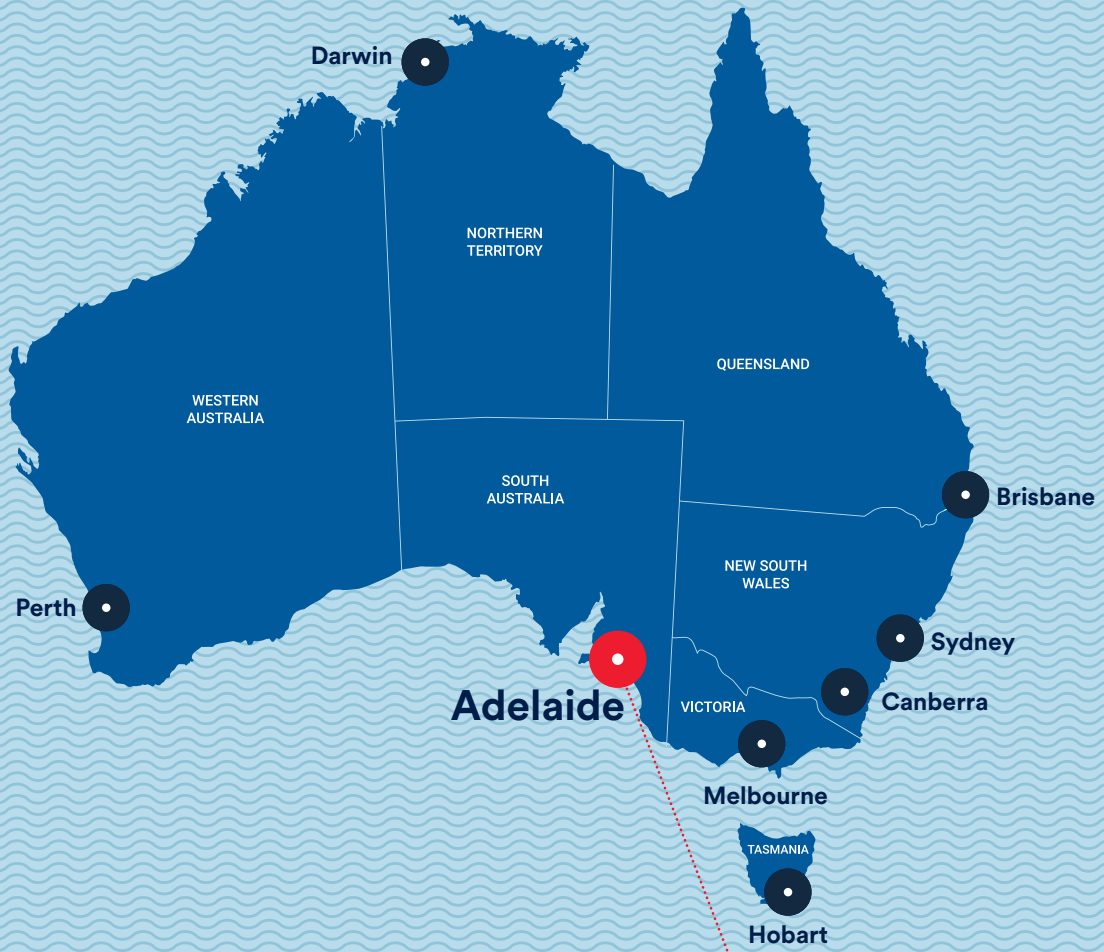 Darwin
NORTHERN
TERRITORY
QUEENSLAND
WESTERN
AUSTRALIA
SOUTH
AUSTRALIA
Brisbane
NEW SOUTH
WALES
Perth
Sydney
Adelaide
VICTORIA
Canberra
Melbourne
TASMANIA
Hobart